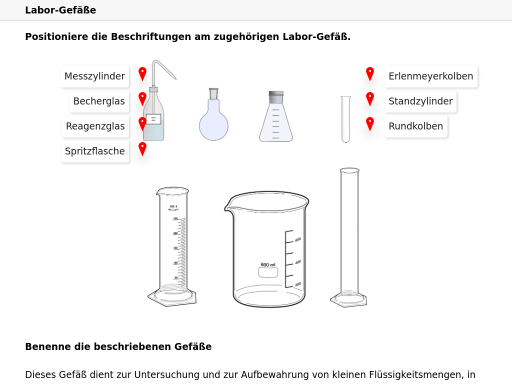 Labor-Gefäße
Positioniere die Beschriftungen am zugehörigen Labor-Gefäß.
Messzylinder
Becherglas
Reagenzglas
Spritzflasche
Erlenmeyerkolben
Standzylinder
Rundkolben
600 ml
Benenne die beschriebenen Gefäße
Dieses Gefäß dient zur Untersuchung und zur Aufbewahrung von kleinen Flüssigkeitsmengen, in